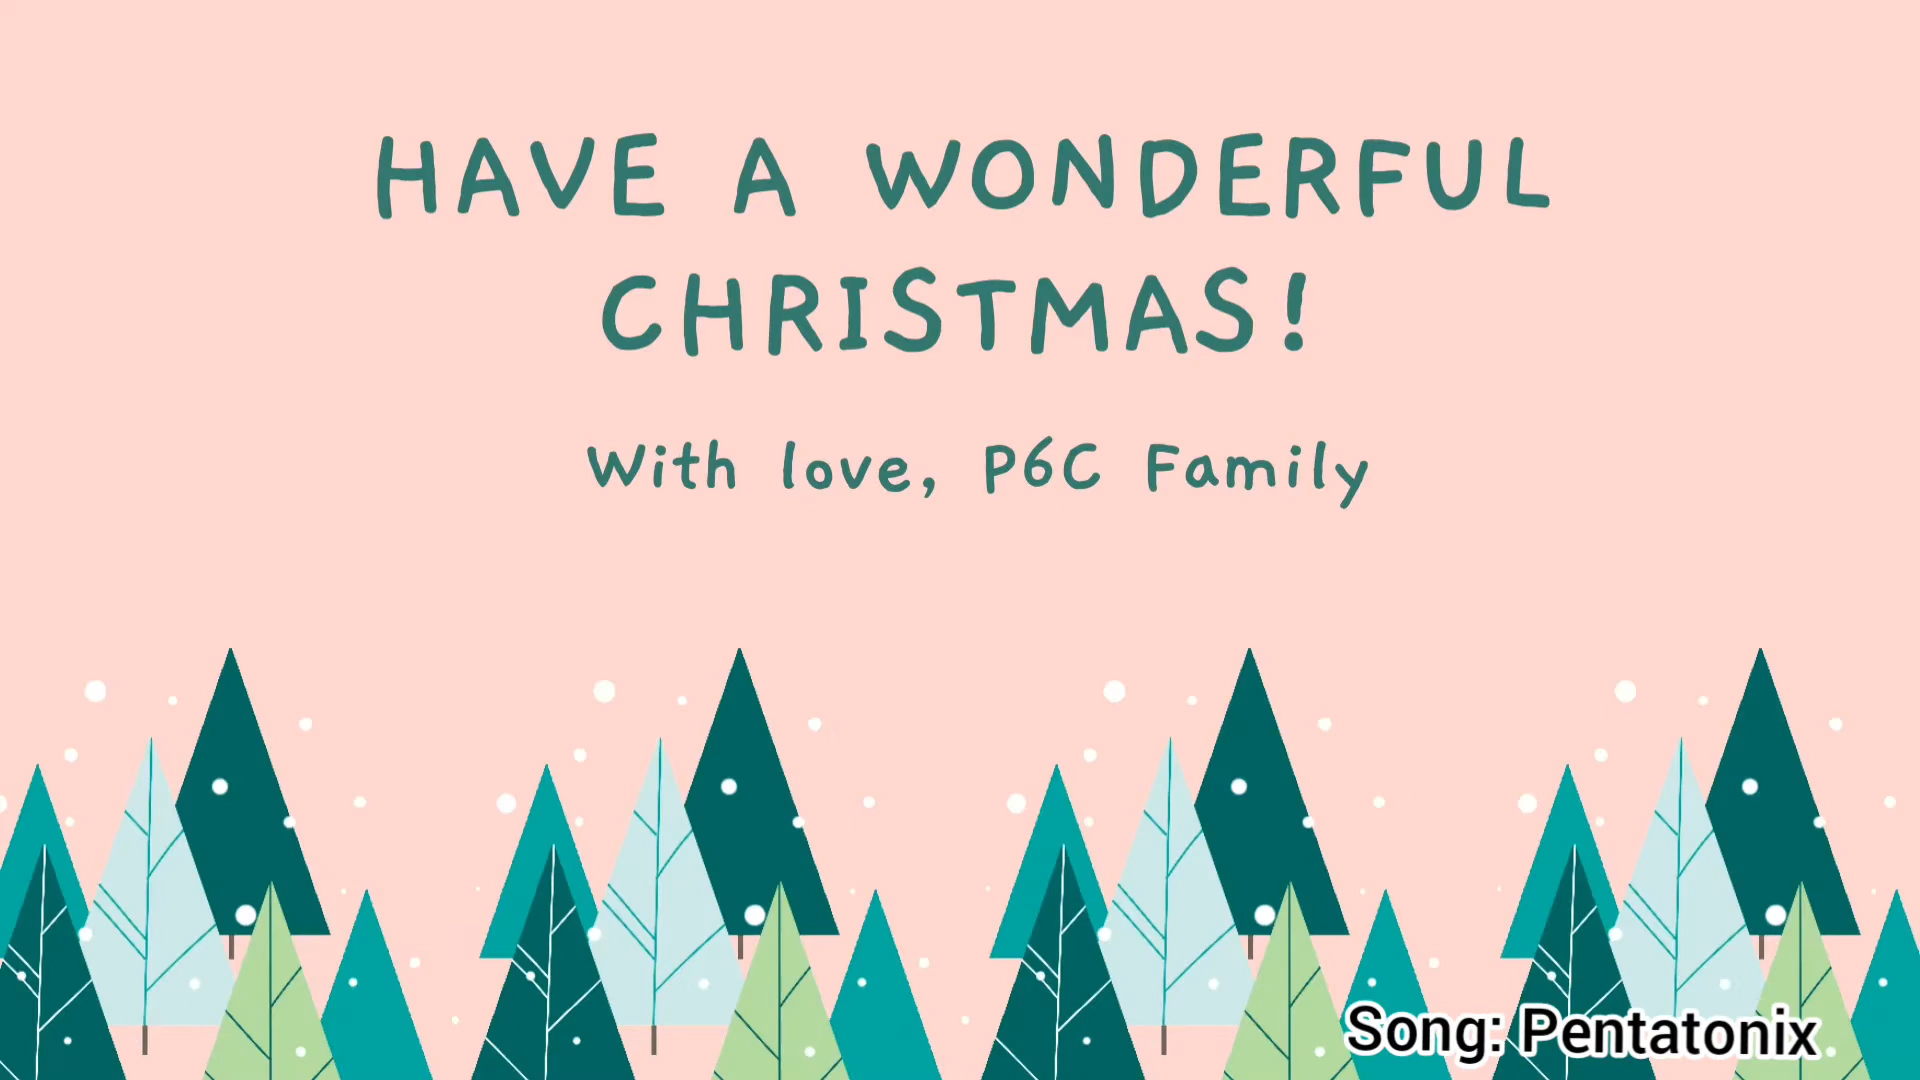 HAVE A WONDERFUL
CHRISTMAS!
With love, P6C Family
Song: Pentatonix